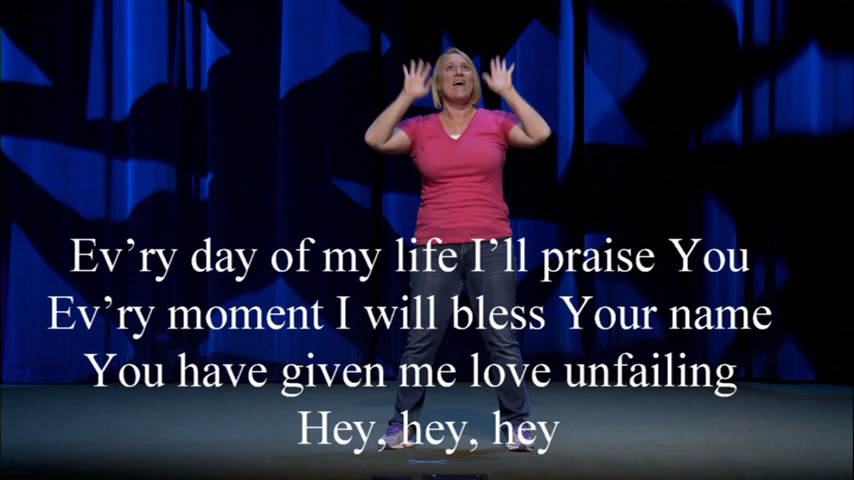 Ev’ry day of my life I’ll praise You
Ev’ry moment I will bless Your name
You have given me love unfailing
Hey, hey, hey